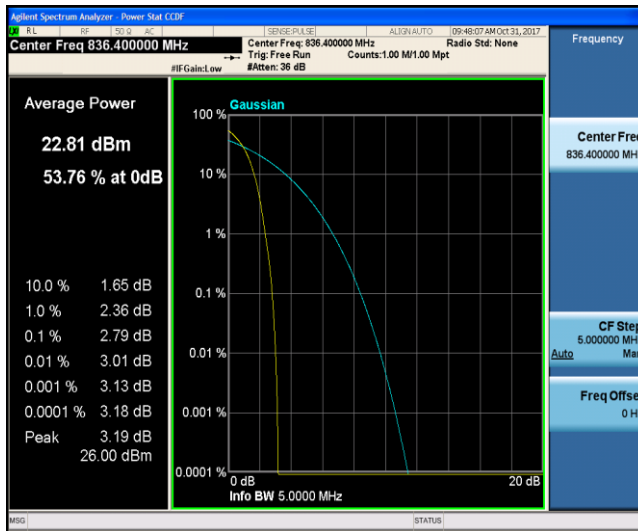 Agilent Spectrum Analyzer - Power Stat CCDF
RL RF 50 Ω AC SENSE:PULSE ALIGN AUTO 09:48:07 AM Oct 31, 2017
Center Freq 836.400000 MHz
Center Freq: 836.400000 MHz
Radio Std: None
Trig: Free Run Counts:1.00 M/1.00 Mpt
#IFGain:Low #Atten: 36 dB
Frequency
Average Power
22.81 dBm
53.76 % at 0dB
10.0 % 1.65 dB
1.0 % 2.36 dB
0.1 % 2.79 dB
0.01 % 3.01 dB
0.001 % 3.13 dB
0.0001 % 3.18 dB
Peak 3.19 dB
26.00 dBm
Gaussian
100 %
10 %
1 %
0.1 %
0.01 %
0.001 %
0.0001 %
0 dB 20 dB
Info BW 5.0000 MHz
Center Fre
836.400000 MH
CF Step
5.000000 MH
Auto Ma
Freq Offse
0 H
MSG STATUS